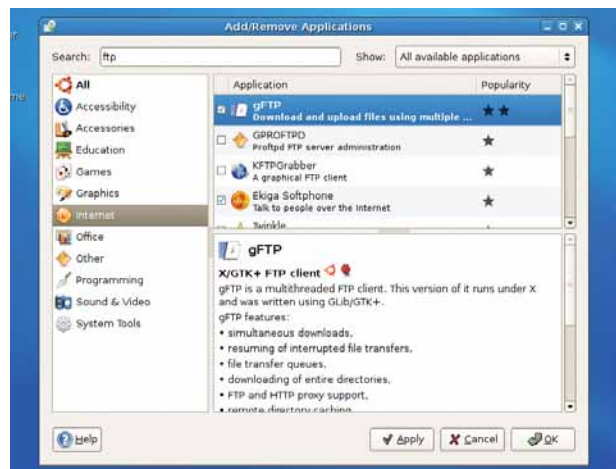 Add/Remove Applications
Search: ftp
Show: All available applications
All
Accessibility
Accessories
Education
Games
Graphics
Internet
Office
Other
Programming
Sound & Video
System Tools
Application Popularity
gFTP
Download and upload files using multiple ...
GPROFTPD
Proftpd FTP server administration
KFTPGrabber
A graphical FTP client
Ekiga Softphone
Talk to people over the Internet
Twinkle
gFTP
X/GTK+ FTP client
gFTP is a multithreaded FTP client. This version of it runs under X
and was written using GLib/GTK+.
gFTP features:
• simultaneous downloads,
• resuming of interrupted file transfers,
• file transfer queues,
• downloading of entire directories,
• FTP and HTTP proxy support,
• remote directory caching
Help
Apply
Cancel
OK